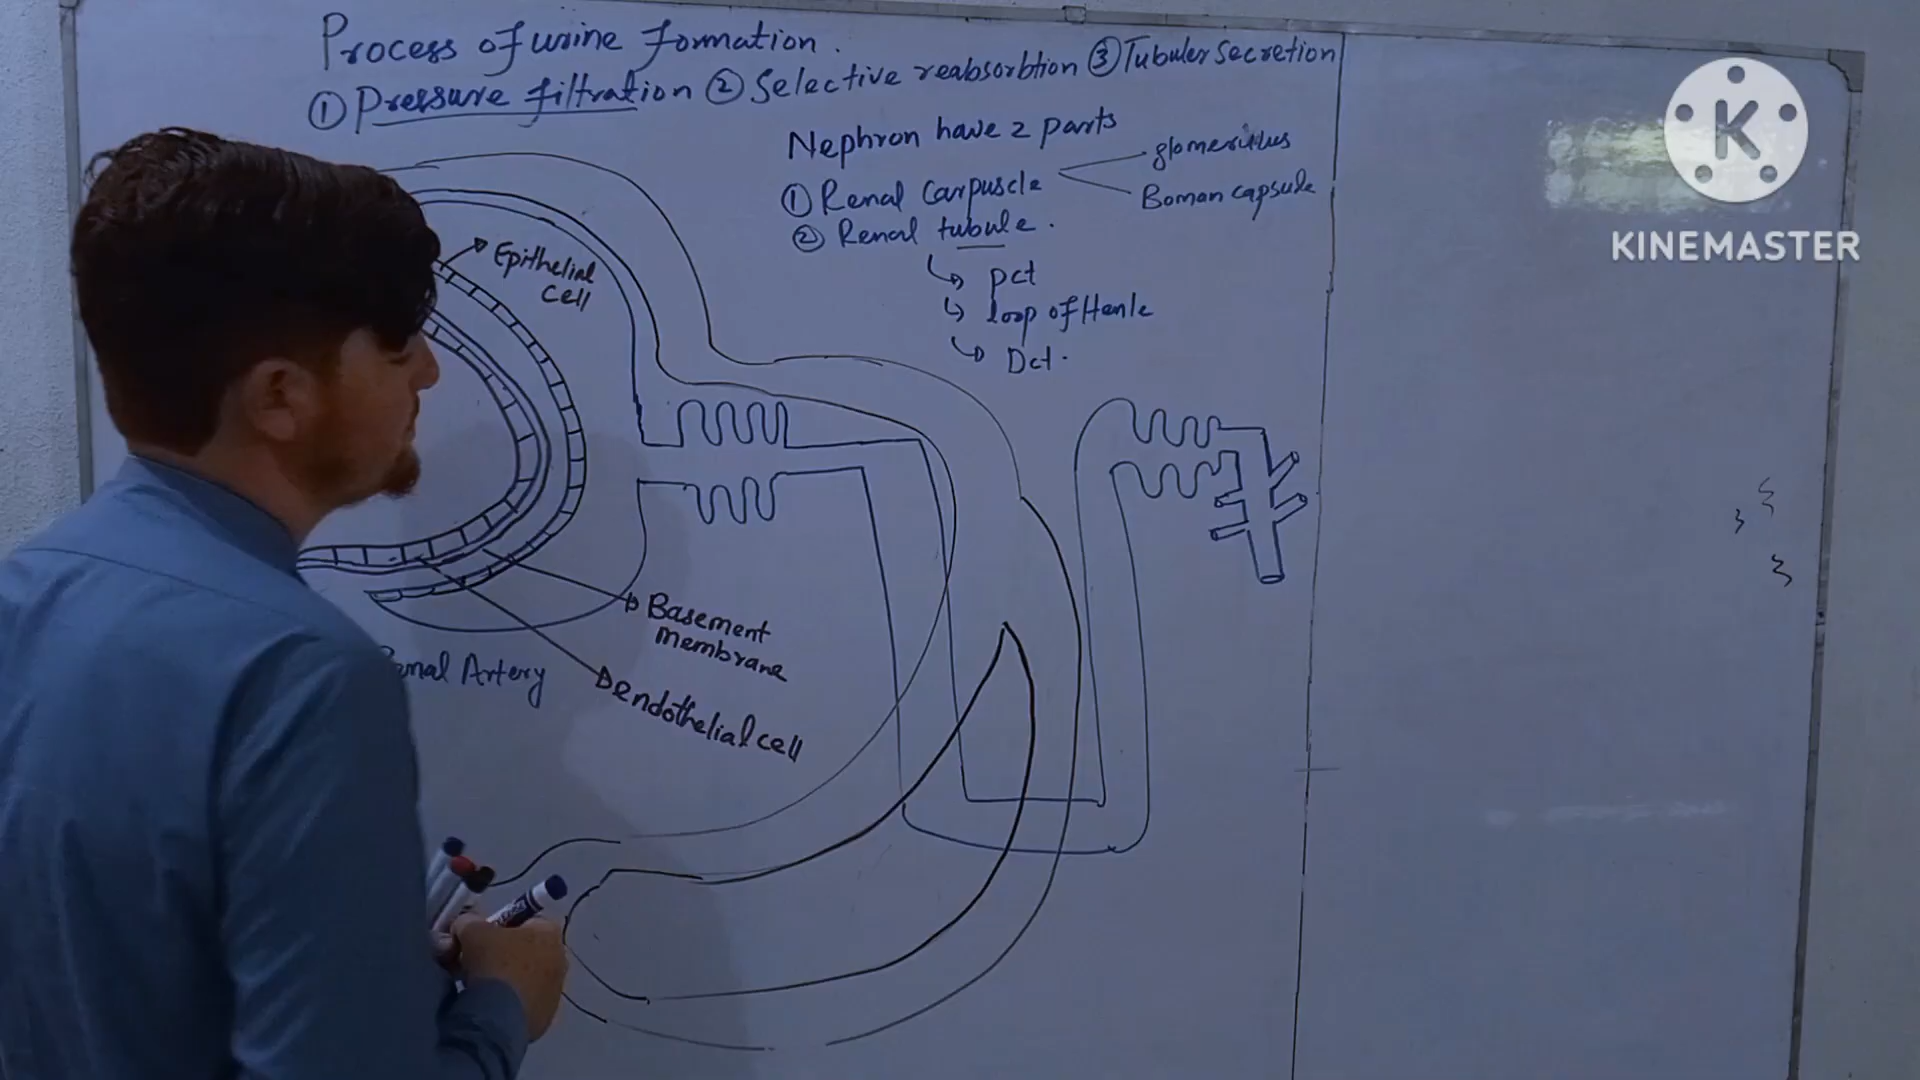 Process of urine formation.
① Pressure filtration ② Selective reabsorbtion ③ Tubuler secretion
Nephron have 2 parts
① Renal Carpuscle
glomerulus
Boman capsule
② Renal tubule.
pct
loop of Henle
Dct.
Epithelial
cell
Basement
membrane
endothelial cell
Artery
K
KINEMASTER